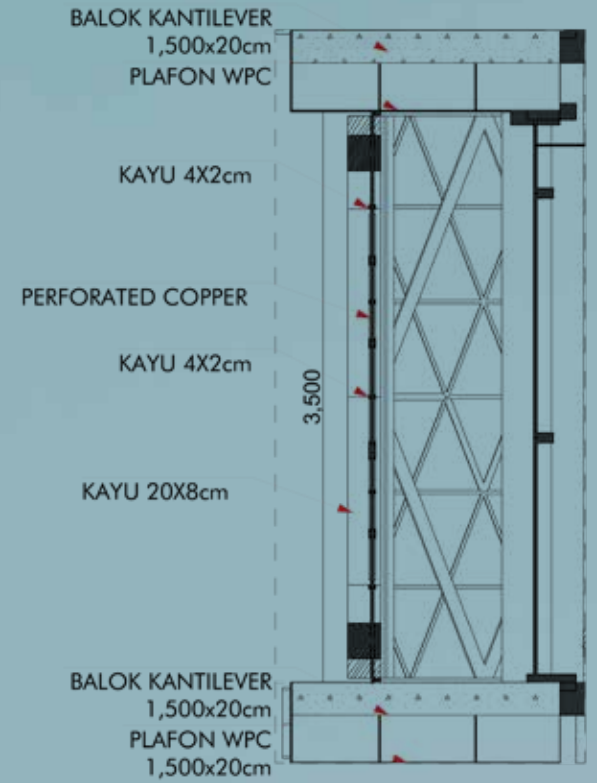 BALOK KANTILEVER
1,500x20cm
PLAFON WPC
KAYU 4X2cm
PERFORATED COPPER
KAYU 4X2cm
3,500
KAYU 20X8cm
BALOK KANTILEVER
1,500x20cm
PLAFON WPC
1,500x20cm